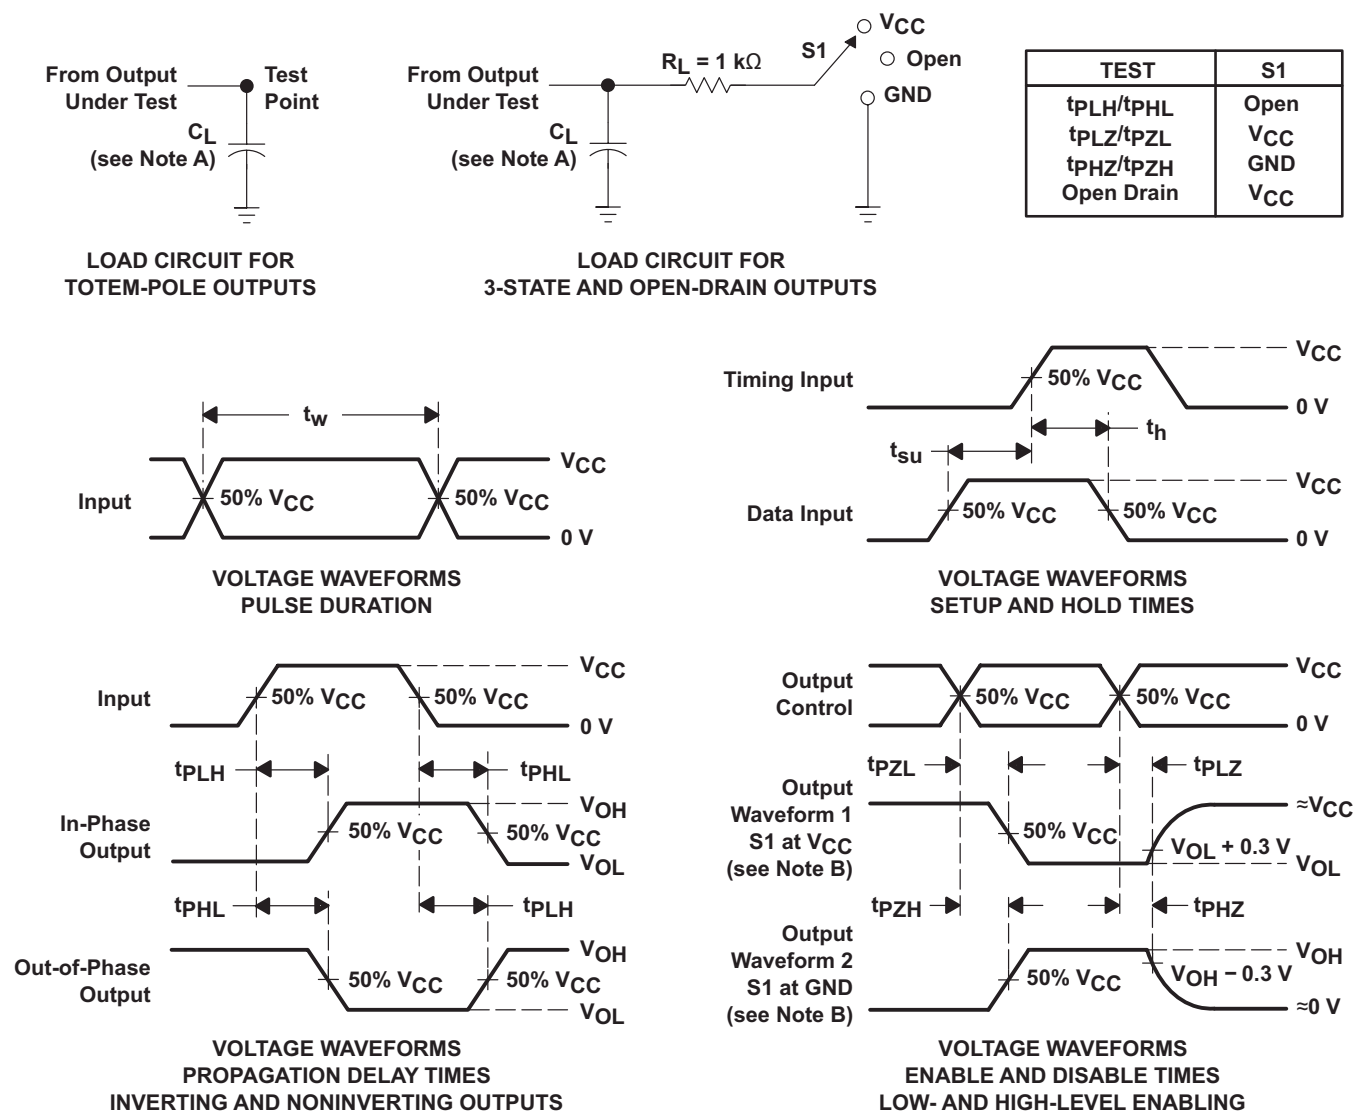 From Output
Under Test
Test
Point
CL
(see Note A)
LOAD CIRCUIT FOR
TOTEM-POLE OUTPUTS
From Output
Under Test
RL = 1 kΩ
S1
VCC
Open
GND
CL
(see Note A)
LOAD CIRCUIT FOR
3-STATE AND OPEN-DRAIN OUTPUTS
TEST S1
tPLH/tPHL Open
tPLZ/tPZL VCC
tPHZ/tPZH GND
Open Drain VCC
tw
Input
50% VCC
50% VCC
VCC
0 V
VOLTAGE WAVEFORMS
PULSE DURATION
Timing Input
50% VCC
VCC
0 V
th
tsu
Data Input
50% VCC
50% VCC
VCC
0 V
VOLTAGE WAVEFORMS
SETUP AND HOLD TIMES
Input
50% VCC
50% VCC
VCC
0 V
tPLH
tPHL
In-Phase
Output
50% VCC
50% VCC
VOH
VOL
tPHL
tPLH
Out-of-Phase
Output
50% VCC
50% VCC
VOH
VOL
VOLTAGE WAVEFORMS
PROPAGATION DELAY TIMES
INVERTING AND NONINVERTING OUTPUTS
Output
Control
50% VCC
50% VCC
VCC
0 V
tPZL
tPLZ
Output
Waveform 1
S1 at VCC
(see Note B)
50% VCC
VOL + 0.3 V
≈VCC
VOL
tPZH
tPHZ
Output
Waveform 2
S1 at GND
(see Note B)
50% VCC
VOH − 0.3 V
VOH
≈0 V
VOLTAGE WAVEFORMS
ENABLE AND DISABLE TIMES
LOW- AND HIGH-LEVEL ENABLING